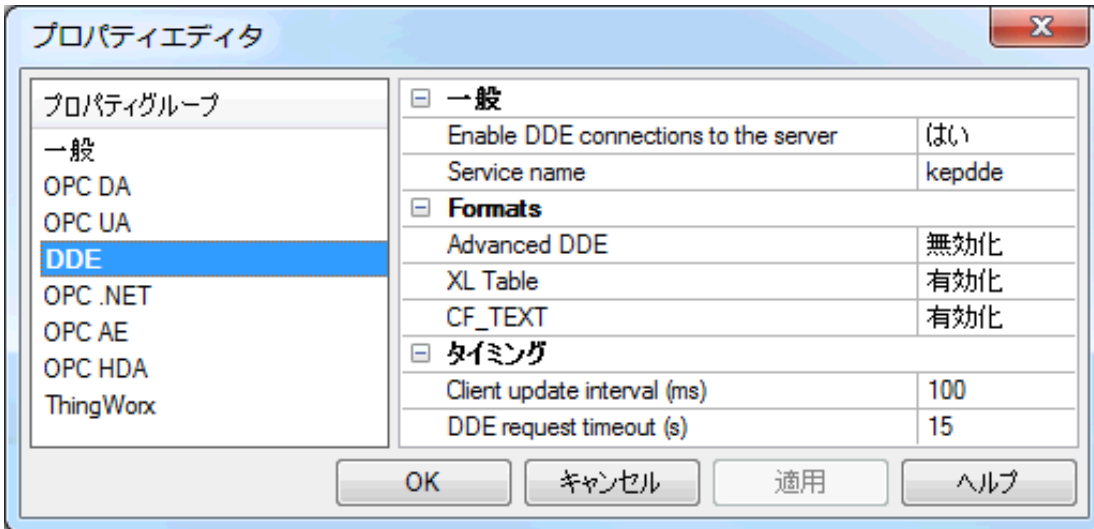 プロパティエディタ
プロパティグループ
一般
OPC DA
OPC UA
DDE
OPC .NET
OPC AE
OPC HDA
ThingWorx
一般
Enable DDE connections to the server はい
Service name kepdde
Formats
Advanced DDE 無効化
XL Table 有効化
CF_TEXT 有効化
タイミング
Client update interval (ms) 100
DDE request timeout (s) 15
OK キャンセル 適用 ヘルプ